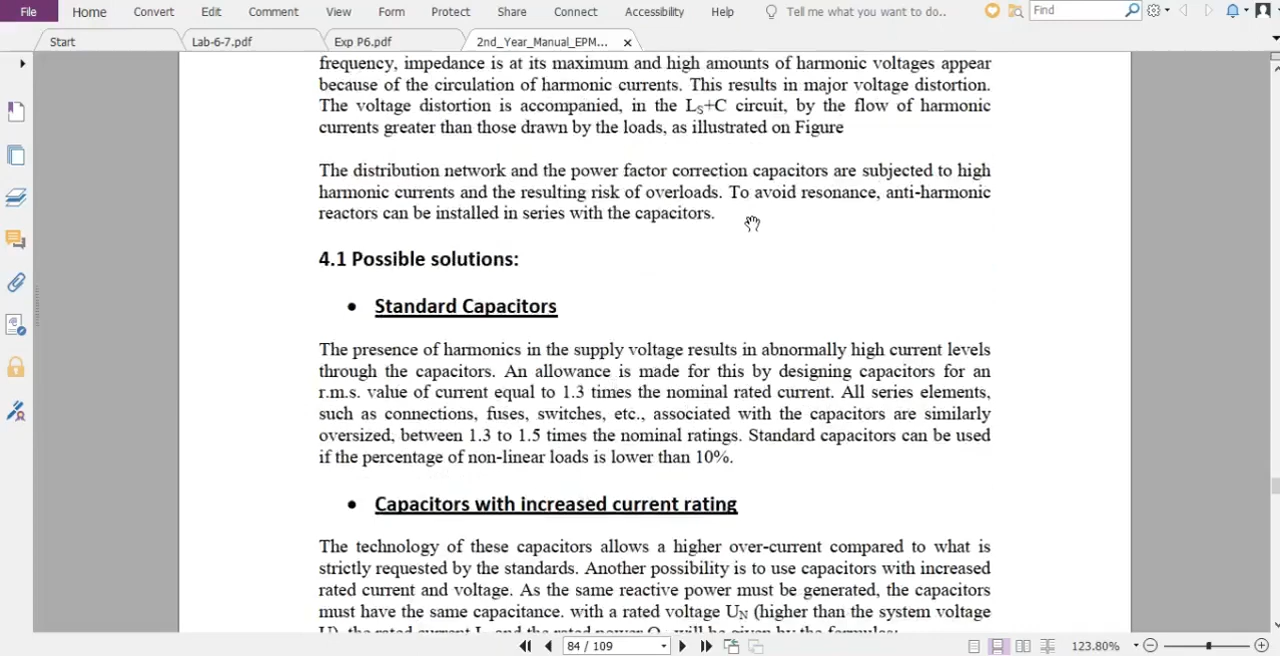 File Home Convert Edit Comment View Form Protect Share Connect Accessibility Help Tell me what you want to do.. Find
Start Lab-6-7.pdf Exp P6.pdf 2nd_Year_Manual_EPM...
frequency, impedance is at its maximum and high amounts of harmonic voltages appear
because of the circulation of harmonic currents. This results in major voltage distortion.
The voltage distortion is accompanied, in the LS+C circuit, by the flow of harmonic
currents greater than those drawn by the loads, as illustrated on Figure
The distribution network and the power factor correction capacitors are subjected to high
harmonic currents and the resulting risk of overloads. To avoid resonance, anti-harmonic
reactors can be installed in series with the capacitors.
4.1 Possible solutions:
• Standard Capacitors
The presence of harmonics in the supply voltage results in abnormally high current levels
through the capacitors. An allowance is made for this by designing capacitors for an
r.m.s. value of current equal to 1.3 times the nominal rated current. All series elements,
such as connections, fuses, switches, etc., associated with the capacitors are similarly
oversized, between 1.3 to 1.5 times the nominal ratings. Standard capacitors can be used
if the percentage of non-linear loads is lower than 10%.
• Capacitors with increased current rating
The technology of these capacitors allows a higher over-current compared to what is
strictly requested by the standards. Another possibility is to use capacitors with increased
rated current and voltage. As the same reactive power must be generated, the capacitors
must have the same capacitance. with a rated voltage UN (higher than the system voltage
the rated current and the rated power will be given by the formulas:
84 / 109 123.80%